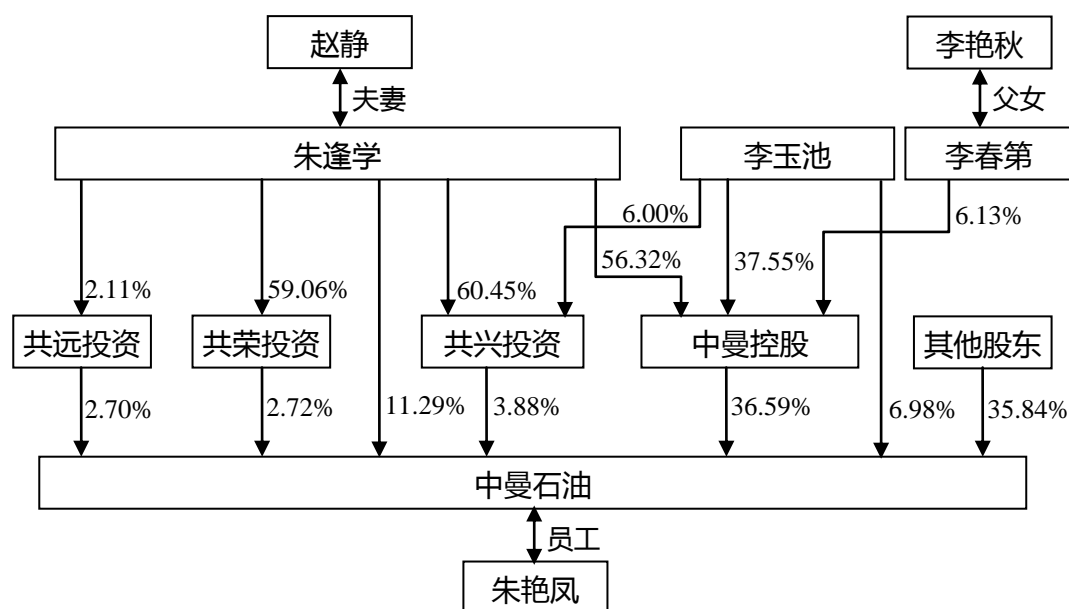 赵静
李艳秋
夫妻
父女
朱逢学
李玉池
李春第
6.00%
6.13%
56.32%
37.55%
2.11%
59.06%
60.45%
共远投资
共荣投资
共兴投资
中曼控股
其他股东
2.70%
2.72%
11.29%
3.88%
36.59%
6.98%
35.84%
中曼石油
员工
朱艳凤